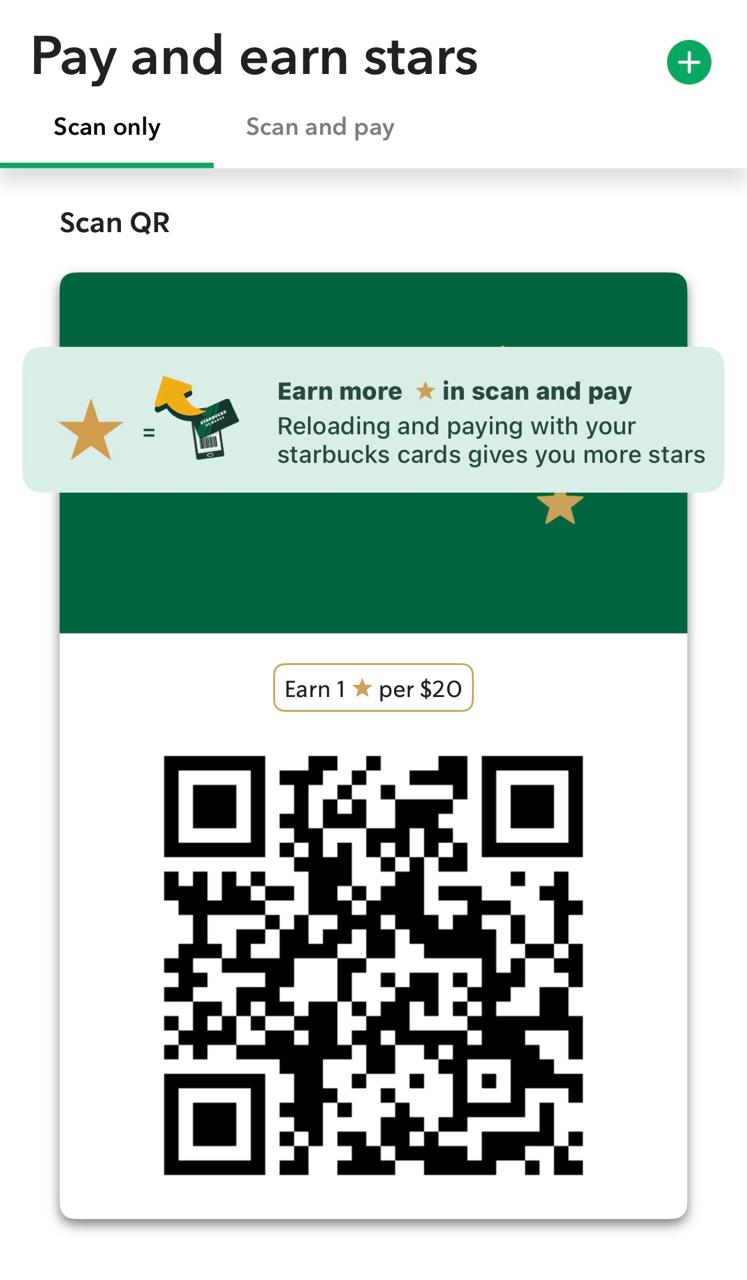 Pay and earn stars
Scan only
Scan and pay
Scan QR
Earn more ★ in scan and pay
Reloading and paying with your
starbucks cards gives you more stars
STARBUCKS
Earn 1 ★ per $20